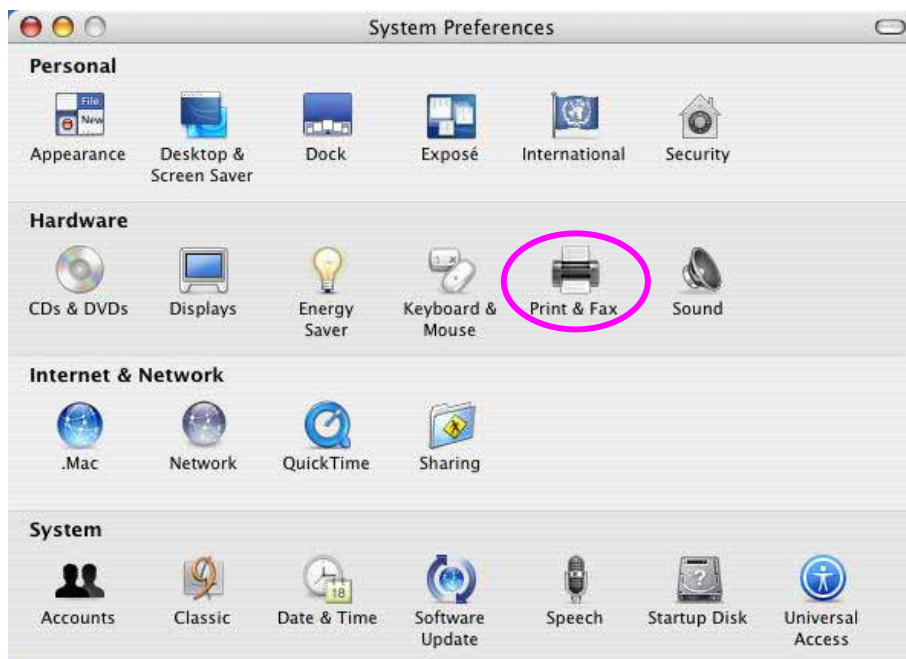 System Preferences
Personal
File
New
Appearance
Desktop &
Screen Saver
Dock
Exposé
International
Security
Hardware
CDs & DVDs
Displays
Energy
Saver
Keyboard &
Mouse
Print & Fax
Sound
Internet & Network
.Mac
Network
QuickTime
Sharing
System
9
18
?
Accounts
Classic
Date & Time
Software
Update
Speech
Startup Disk
Universal
Access